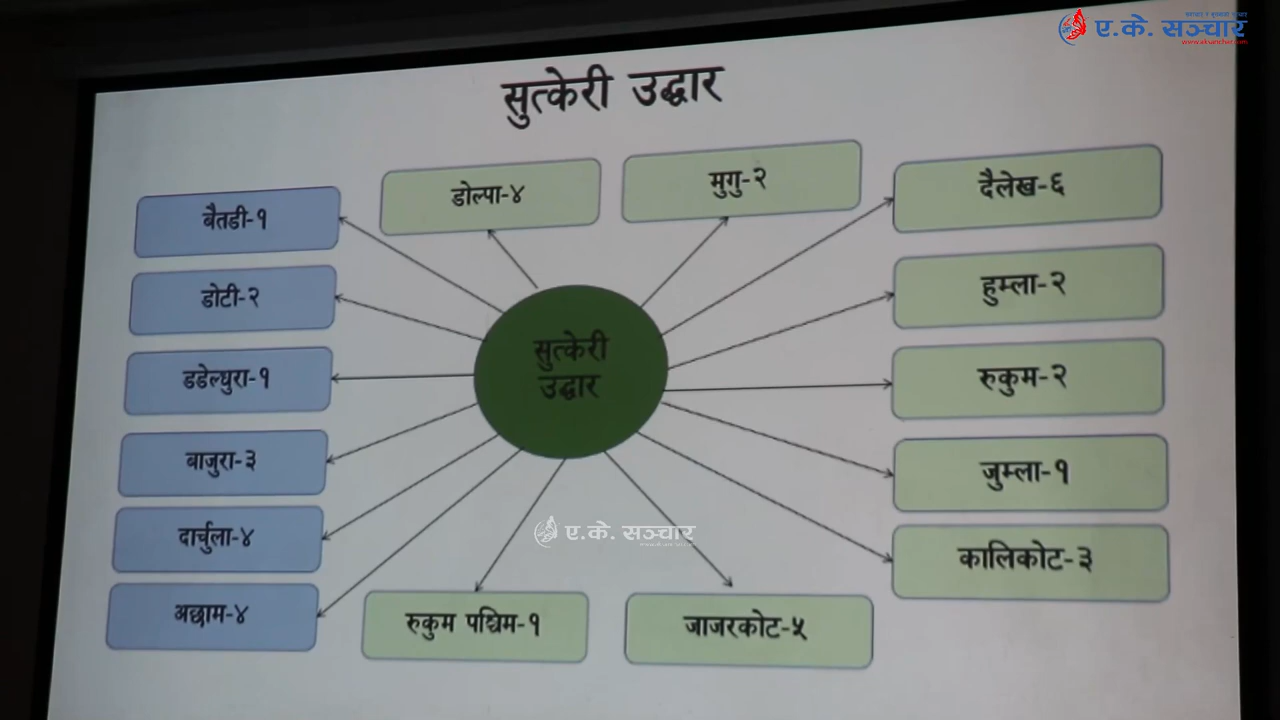 ए.के. सञ्चार
सुत्केरी उद्धार
डोल्पा-४
मुगु-२
दैलेख-६
बैतडी-१
डोटी-२
हुम्ला-२
सुत्केरी
उद्धार
डडेल्धुरा-१
रुकुम-२
बाजुरा-३
जुम्ला-१
दार्चुला-४
ए.के. सञ्चार
कालिकोट-३
अछाम-४
रुकुम पश्चिम-१
जाजरकोट-५